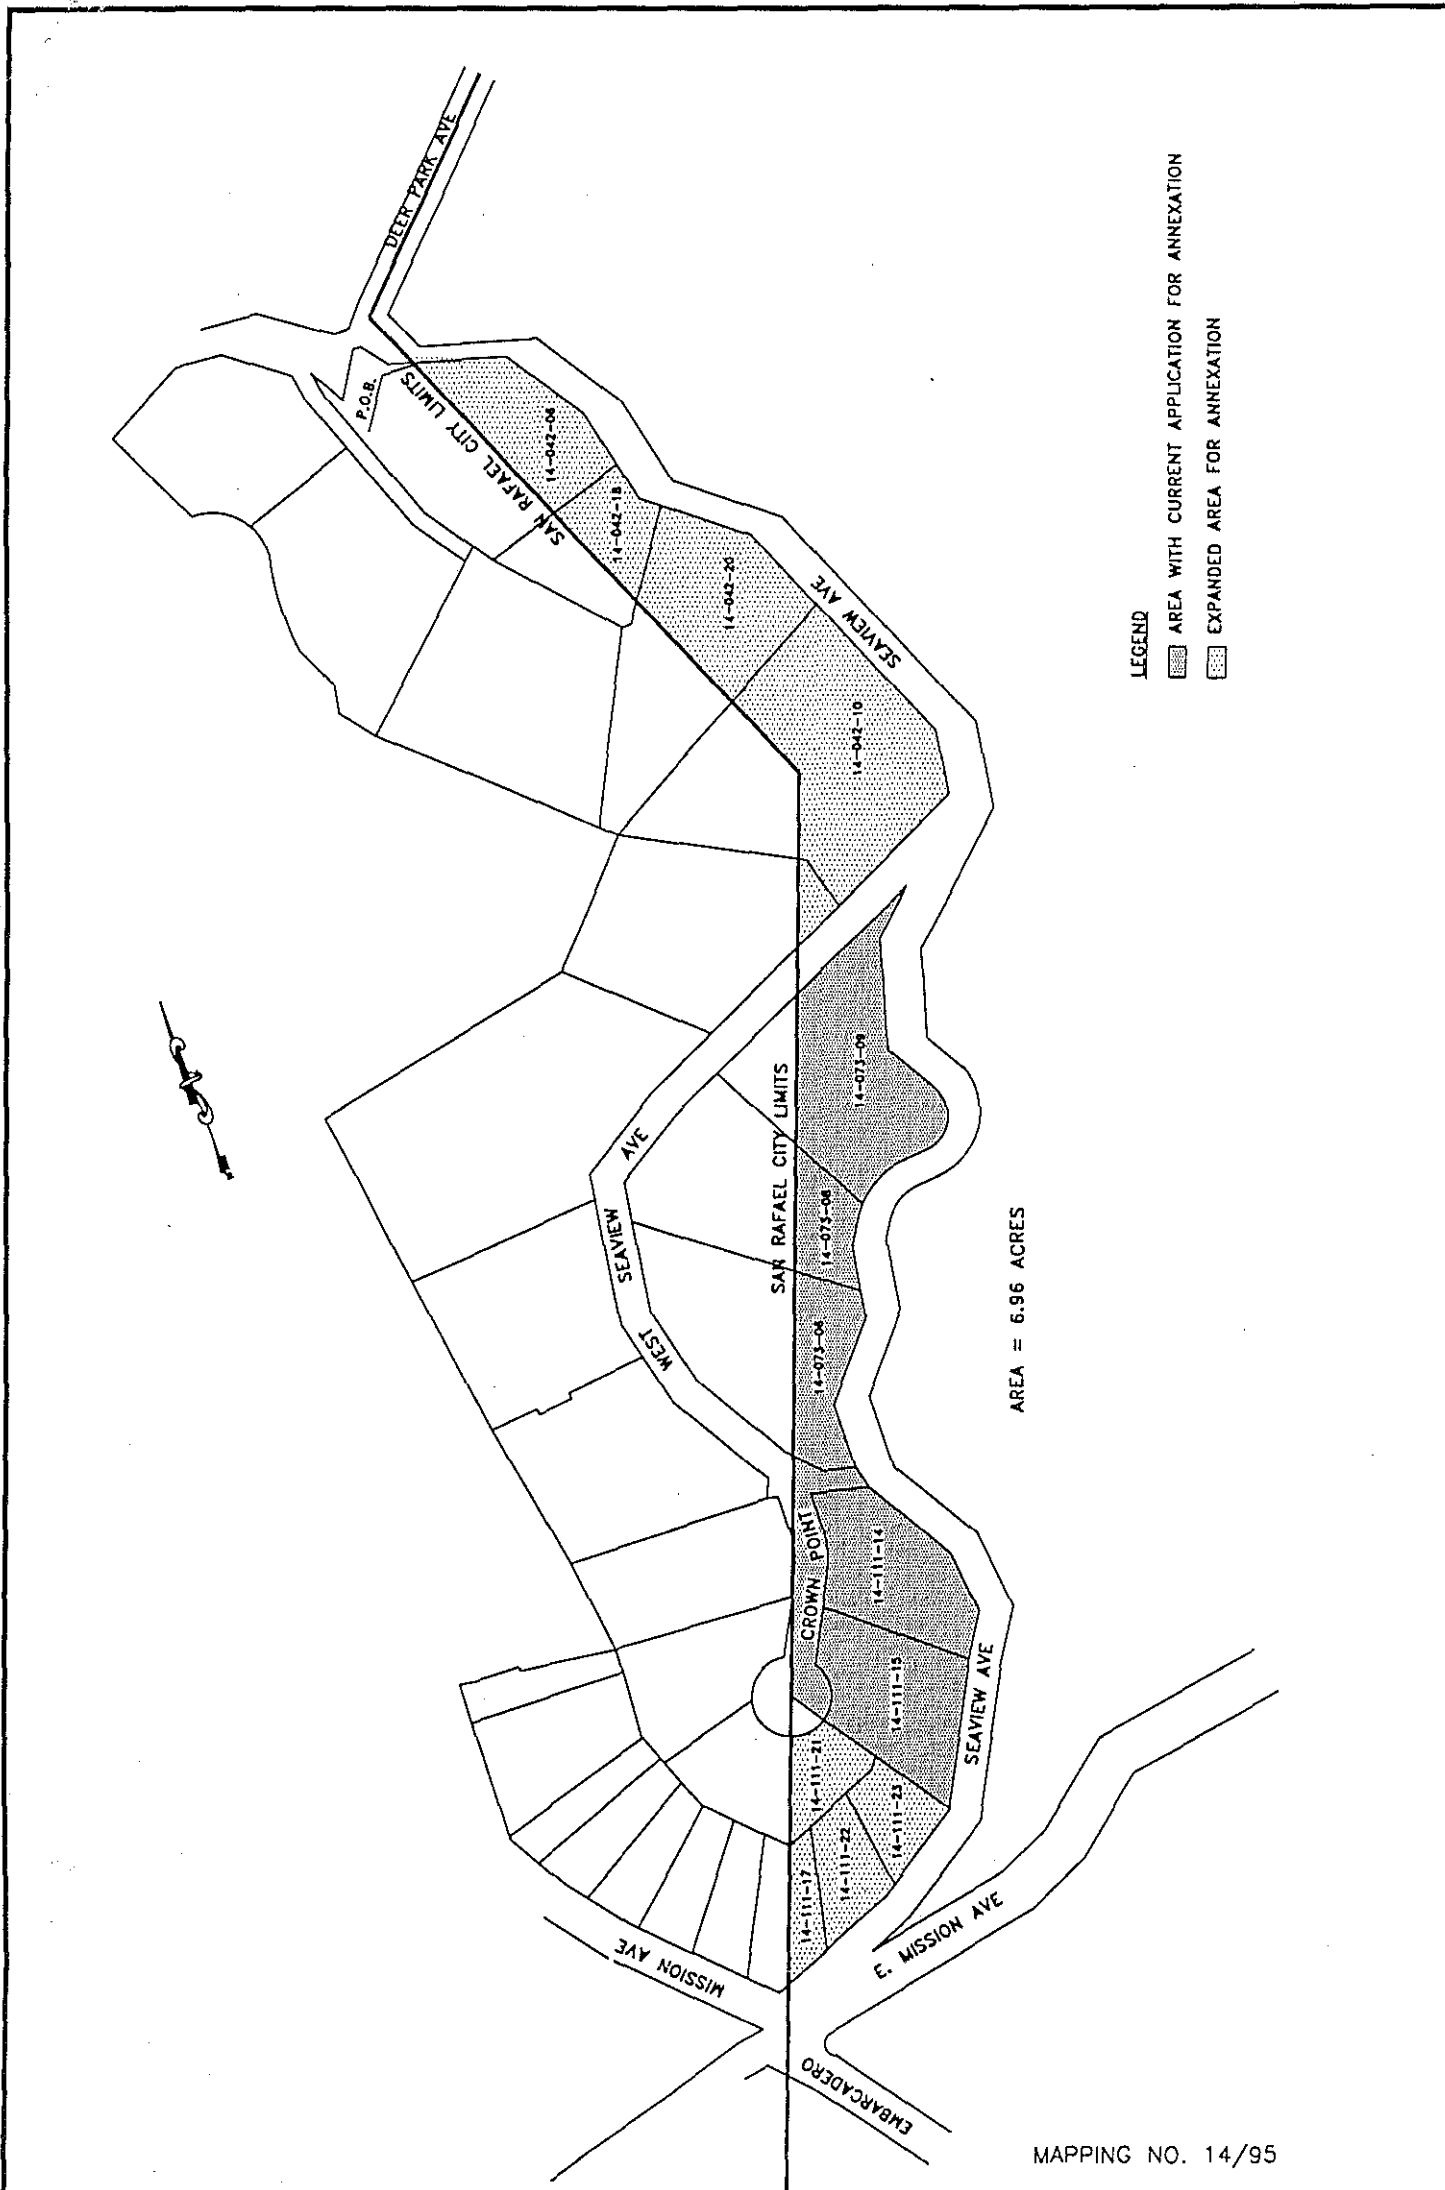 DEER PARK AVE
P.O.B.
SAN RAFAEL CITY LIMITS
14-042-06
14-042-18
14-042-20
SEAVIEW AVE
14-042-10
LEGEND
AREA WITH CURRENT APPLICATION FOR ANNEXATION
EXPANDED AREA FOR ANNEXATION
14-073-09
SAN RAFAEL CITY LIMITS
WEST SEAVIEW AVE
14-073-08
14-073-06
AREA = 6.96 ACRES
CROWN POINT
14-111-14
14-111-15
SEAVIEW AVE
14-111-21
14-111-23
14-111-22
14-111-17
MISSION AVE
E. MISSION AVE
EMBARCADERO
MAPPING NO. 14/95